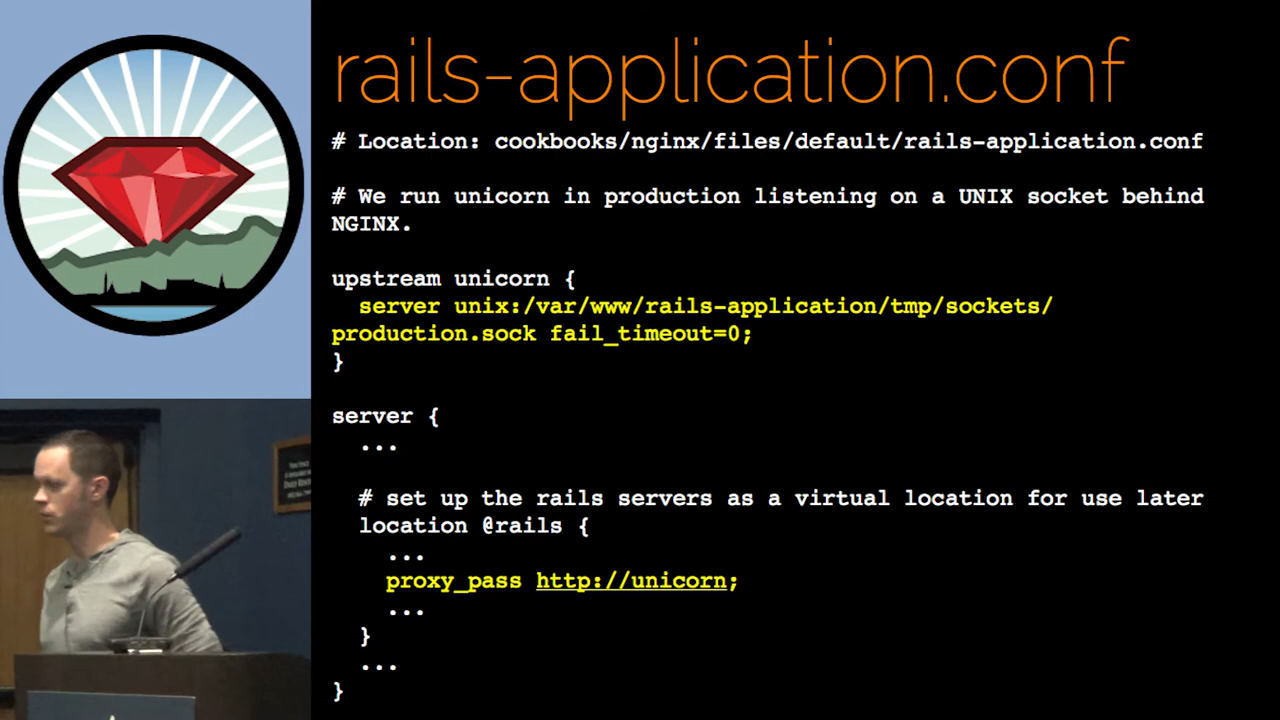 rails-application.conf
# Location: cookbooks/nginx/files/default/rails-application.conf
# We run unicorn in production listening on a UNIX socket behind
NGINX.
upstream unicorn {
server unix:/var/www/rails-application/tmp/sockets/
production.sock fail_timeout=0;
}
server {
...
# set up the rails servers as a virtual location for use later
location @rails {
...
proxy_pass http://unicorn;
...
}
...
}